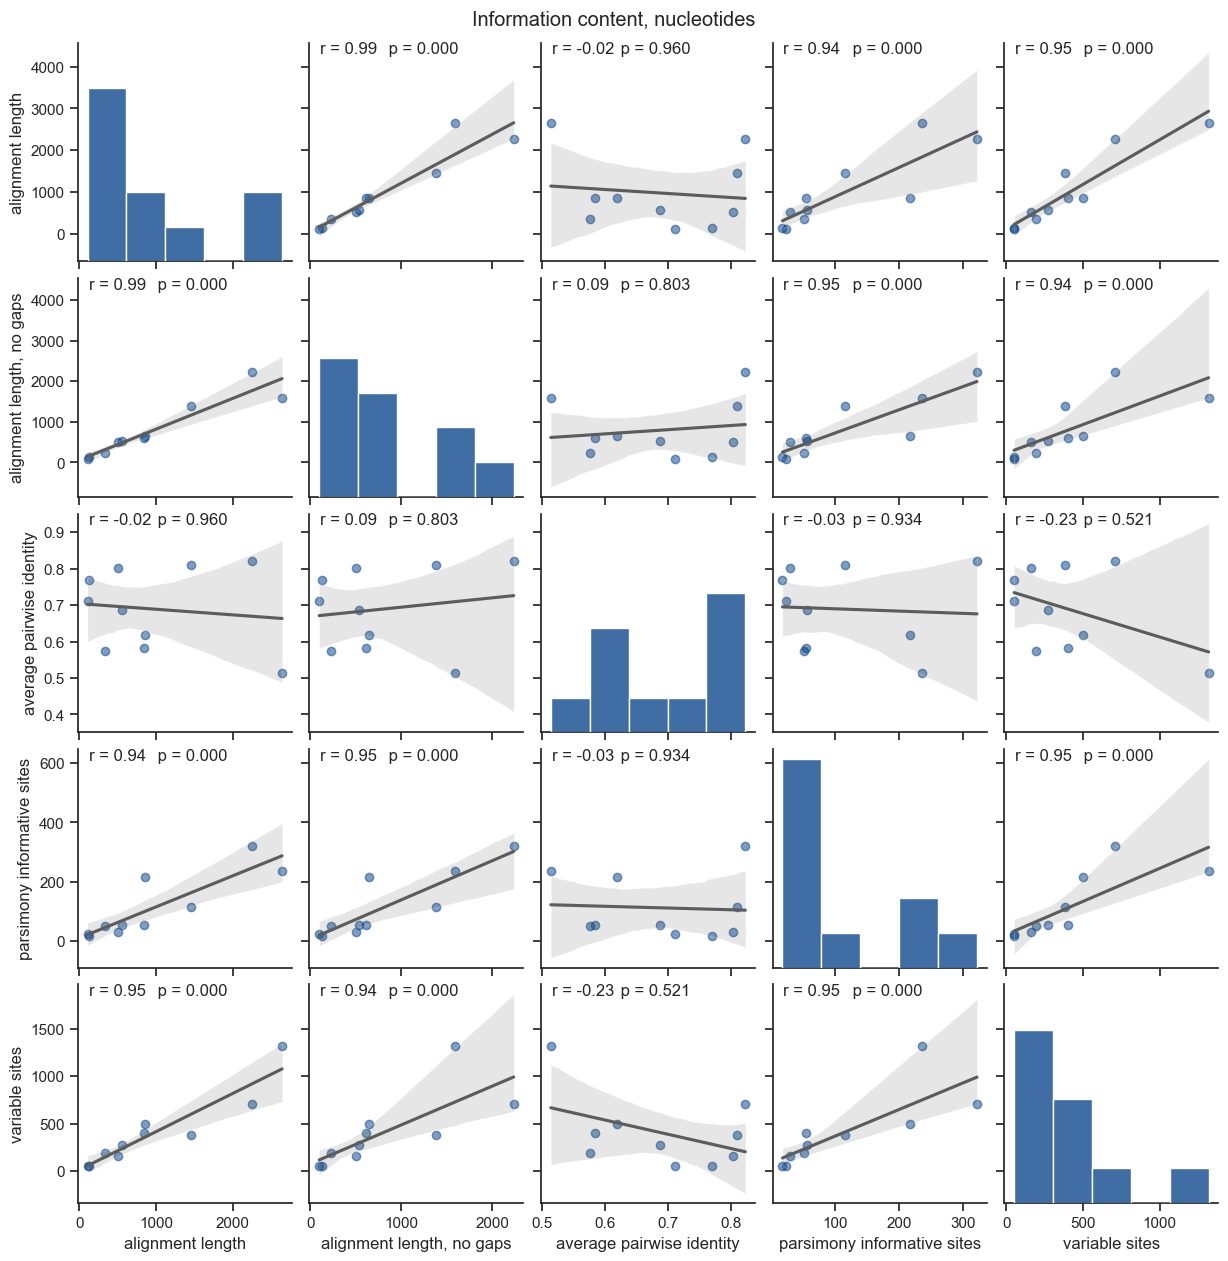 Information content, nucleotides
r = 0.99 p = 0.000
r = -0.02 p = 0.960
r = 0.94 p = 0.000
r = 0.95 p = 0.000
alignment length
4000
3000
2000
1000
0
r = 0.99 p = 0.000
r = 0.09 p = 0.803
r = 0.95 p = 0.000
r = 0.94 p = 0.000
alignment length, no gaps
4000
3000
2000
1000
0
r = -0.02 p = 0.960
r = 0.09 p = 0.803
r = -0.03 p = 0.934
r = -0.23 p = 0.521
average pairwise identity
0.9
0.8
0.7
0.6
0.5
0.4
r = 0.94 p = 0.000
r = 0.95 p = 0.000
r = -0.03 p = 0.934
r = 0.95 p = 0.000
parsimony informative sites
600
400
200
0
r = 0.95 p = 0.000
r = 0.94 p = 0.000
r = -0.23 p = 0.521
r = 0.95 p = 0.000
variable sites
1500
1000
500
0
0 1000 2000
0 1000 2000
0.5 0.6 0.7 0.8
100 200 300
0 500 1000
alignment length
alignment length, no gaps
average pairwise identity
parsimony informative sites
variable sites